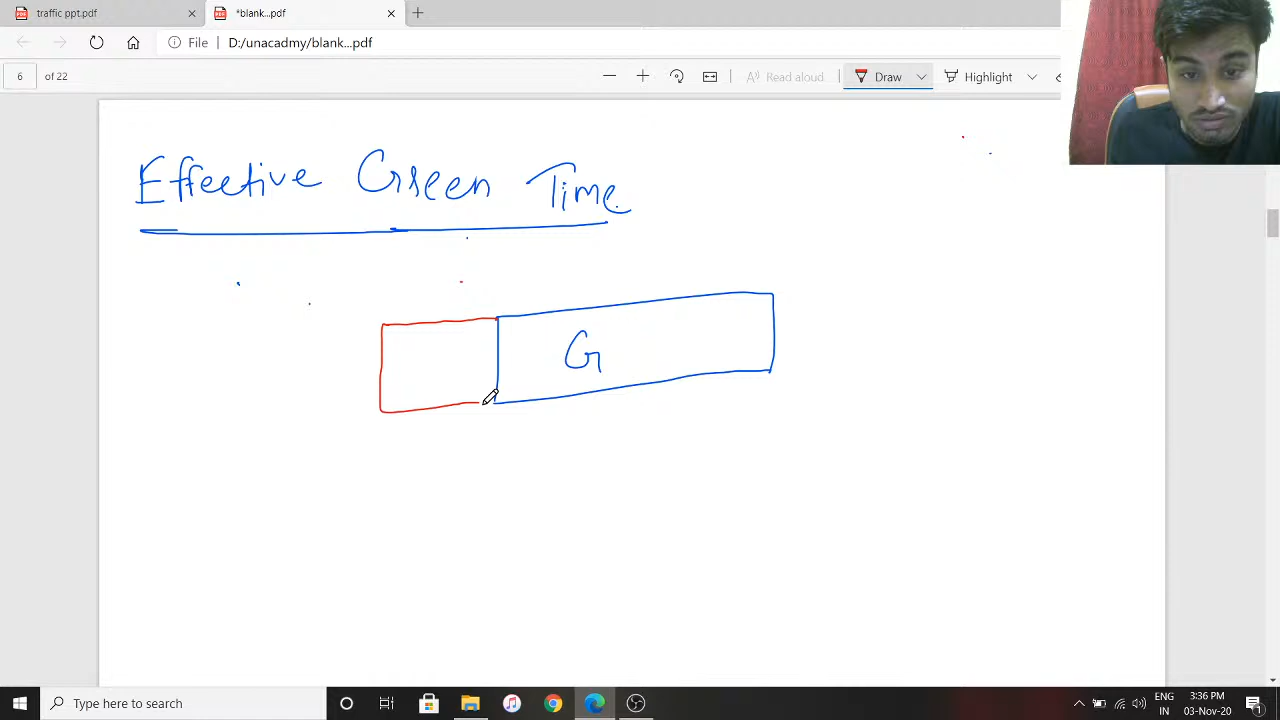 traffic ppt.pdf
*blank...pdf
File D:/unacadmy/blank...pdf
6 of 22
Read aloud
Draw
Highlight
Effective Green Time
G
Type here to search
ENG
IN
3:36 PM
03-Nov-20
1